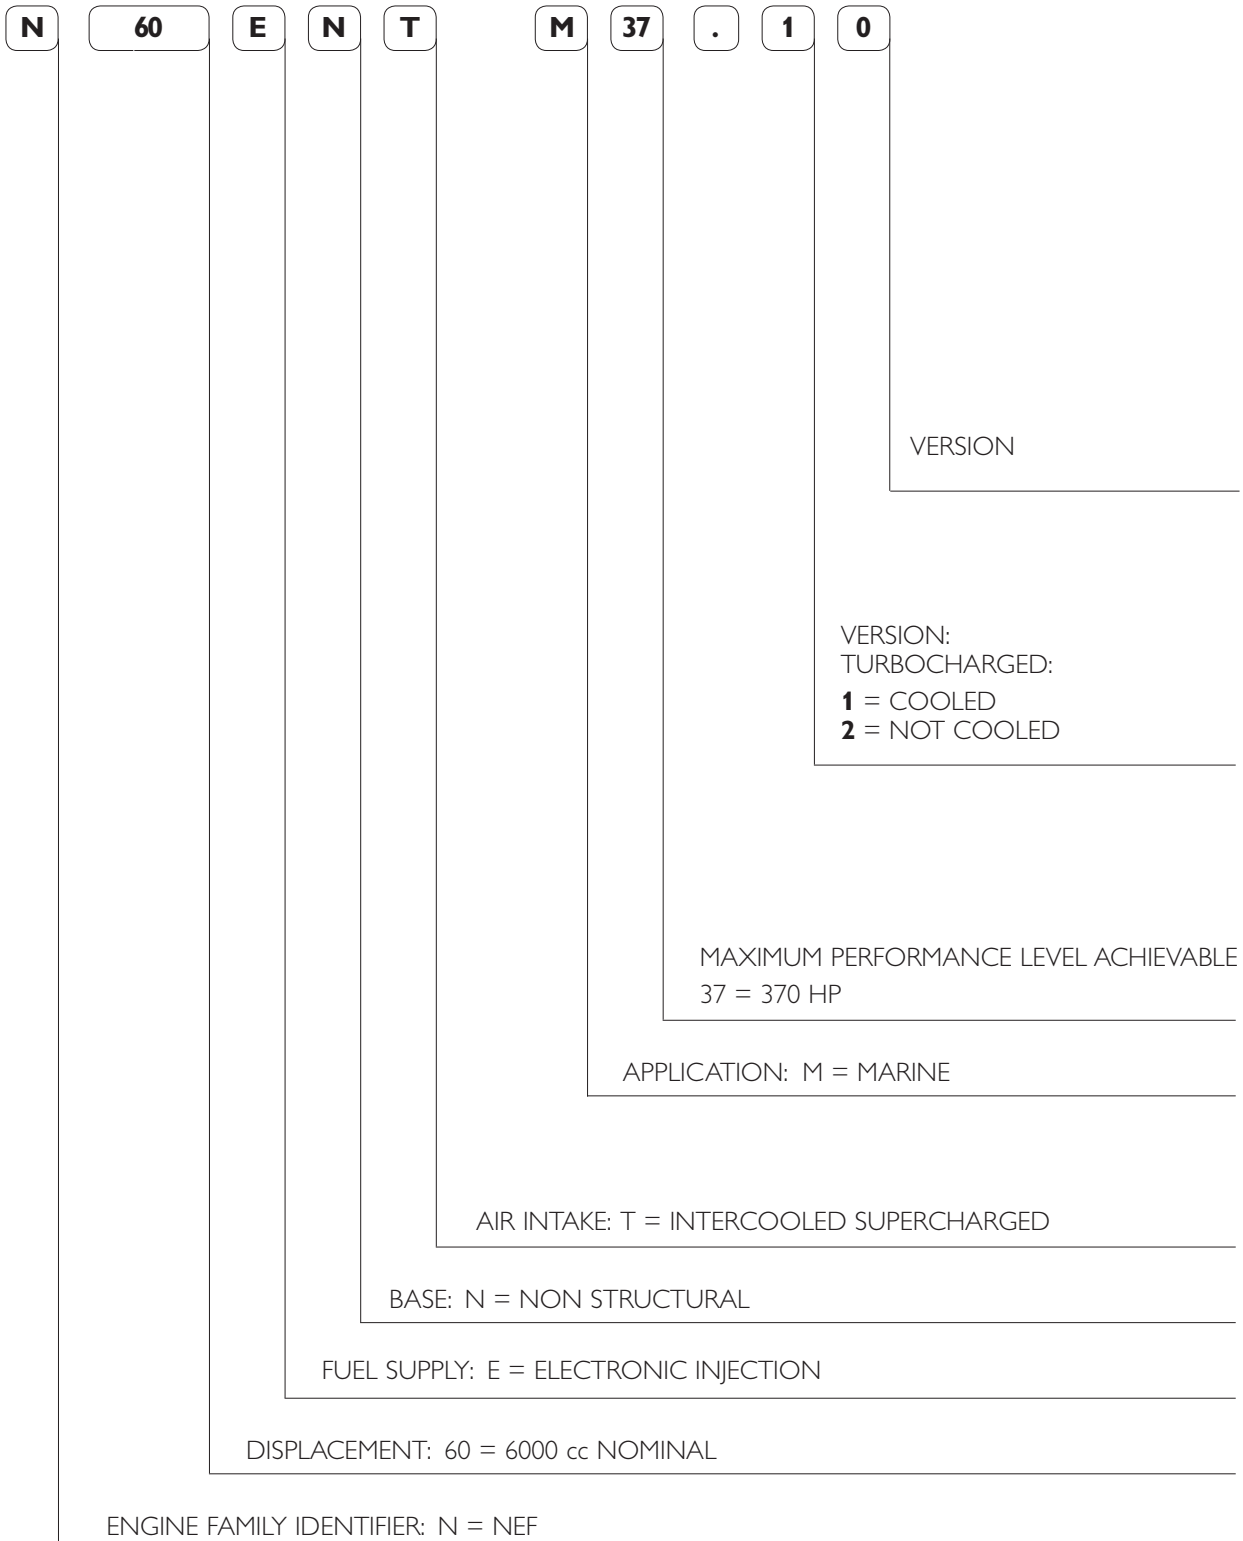 N 60 E N T M 37 . 1 0
VERSION
VERSION:
TURBOCHARGED:
1 = COOLED
2 = NOT COOLED
MAXIMUM PERFORMANCE LEVEL ACHIEVABLE
37 = 370 HP
APPLICATION: M = MARINE
AIR INTAKE: T = INTERCOOLED SUPERCHARGED
BASE: N = NON STRUCTURAL
FUEL SUPPLY: E = ELECTRONIC INJECTION
DISPLACEMENT: 60 = 6000 cc NOMINAL
ENGINE FAMILY IDENTIFIER: N = NEF